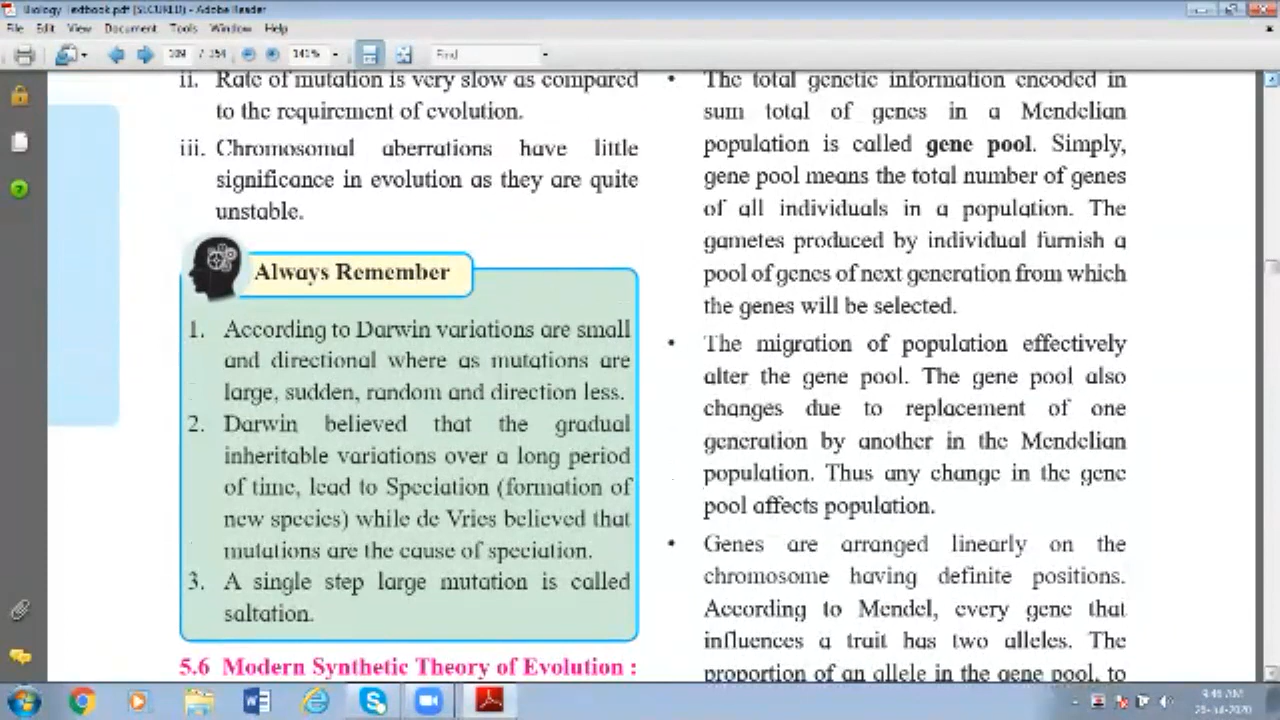 Biology Textbook.pdf (SECURED) - Adobe Reader
File Edit View Document Tools Window Help
109 / 354 141% Find
ii. Rate of mutation is very slow as compared
to the requirement of evolution.
iii. Chromosomal aberrations have little
significance in evolution as they are quite
unstable.
Always Remember
1. According to Darwin variations are small
and directional where as mutations are
large, sudden, random and direction less.
2. Darwin believed that the gradual
inheritable variations over a long period
of time, lead to Speciation (formation of
new species) while de Vries believed that
mutations are the cause of speciation.
3. A single step large mutation is called
saltation.
5.6 Modern Synthetic Theory of Evolution :
• The total genetic information encoded in
sum total of genes in a Mendelian
population is called gene pool. Simply,
gene pool means the total number of genes
of all individuals in a population. The
gametes produced by individual furnish a
pool of genes of next generation from which
the genes will be selected.
• The migration of population effectively
alter the gene pool. The gene pool also
changes due to replacement of one
generation by another in the Mendelian
population. Thus any change in the gene
pool affects population.
• Genes are arranged linearly on the
chromosome having definite positions.
According to Mendel, every gene that
influences a trait has two alleles. The
proportion of an allele in the gene pool, to